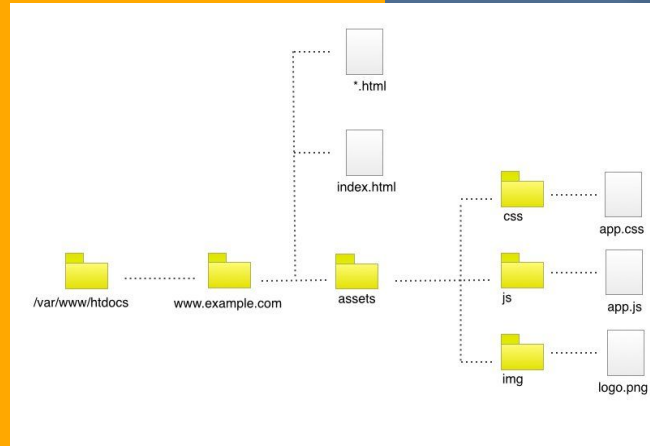 *.html
index.html
css
app.css
/var/www/htdocs
www.example.com
assets
js
app.js
img
logo.png